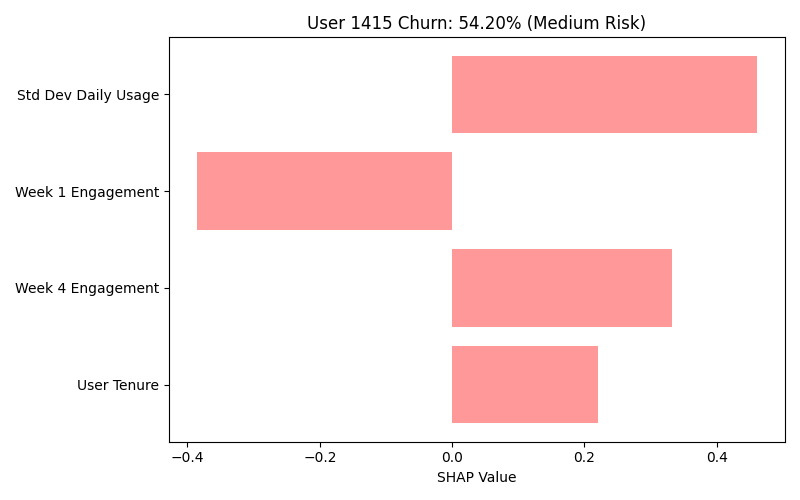 User 1415 Churn: 54.20% (Medium Risk)
Std Dev Daily Usage
Week 1 Engagement
Week 4 Engagement
User Tenure
−0.4 −0.2 0.0 0.2 0.4
SHAP Value